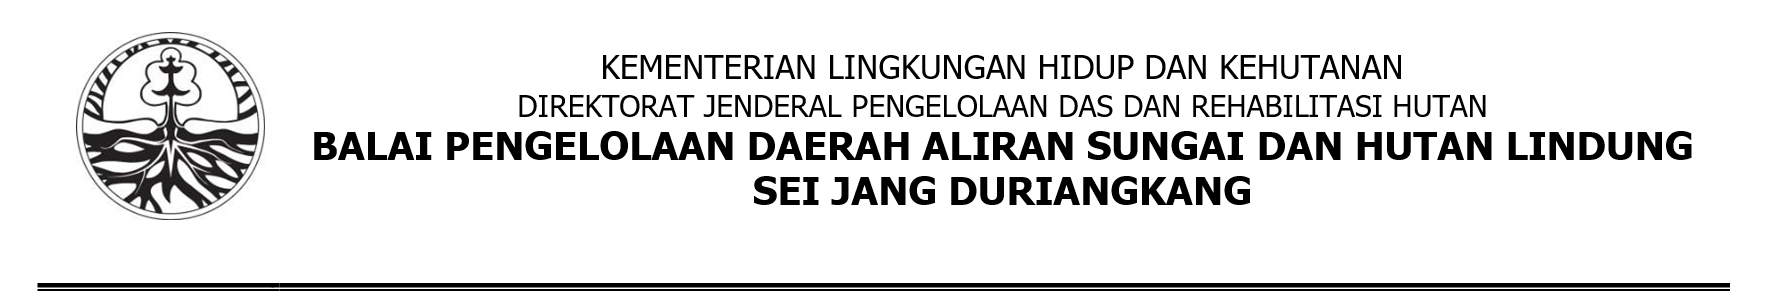 KEMENTERIAN LINGKUNGAN HIDUP DAN KEHUTANAN
DIREKTORAT JENDERAL PENGELOLAAN DAS DAN REHABILITASI HUTAN
BALAI PENGELOLAAN DAERAH ALIRAN SUNGAI DAN HUTAN LINDUNG
SEI JANG DURIANGKANG